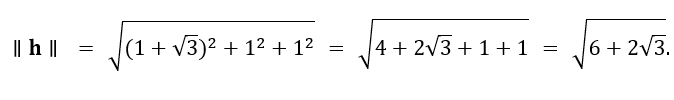 ‖ h ‖ = √((1 + √3)² + 1² + 1²) = √(4 + 2√3 + 1 + 1) = √(6 + 2√3).